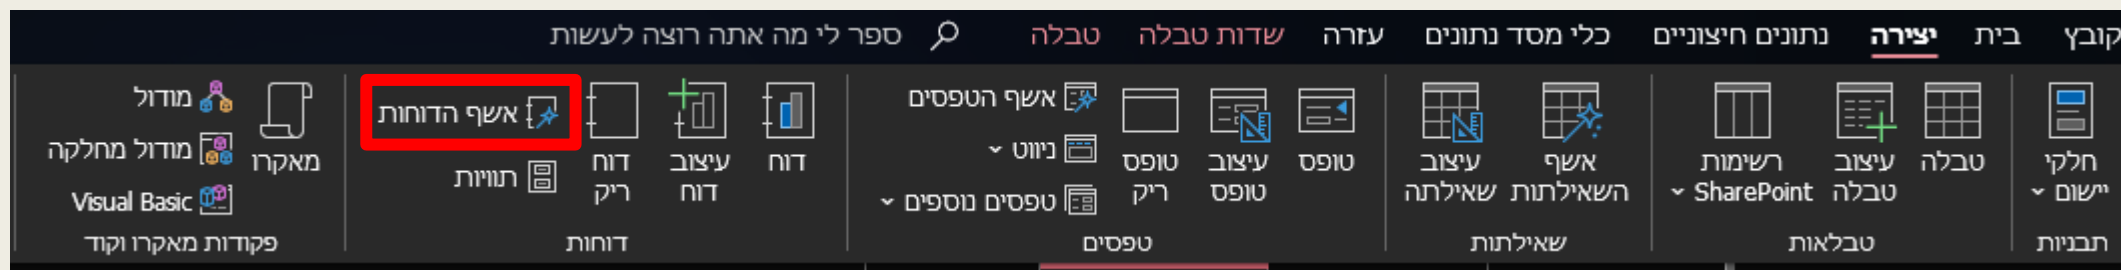 קובץ בית יצירה נתונים חיצוניים כלי מסד נתונים עזרה שדות טבלה טבלה ספר לי מה אתה רוצה לעשות
חלקי
יישום
תבניות
טבלה
עיצוב
טבלה
רשימות
SharePoint
טבלאות
אשף
השאילתות
עיצוב
שאילתה
שאילתות
טופס
עיצוב
טופס
טופס
ריק
אשף הטפסים
ניווט
טפסים נוספים
טפסים
דוח
עיצוב
דוח
דוח
ריק
אשף הדוחות
תוויות
דוחות
מאקרו
מודול
מודול מחלקה
Visual Basic
פקודות מאקרו וקוד